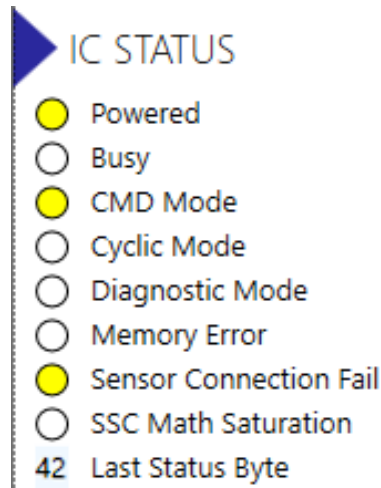 IC STATUS
Powered
Busy
CMD Mode
Cyclic Mode
Diagnostic Mode
Memory Error
Sensor Connection Fail
SSC Math Saturation
42 Last Status Byte